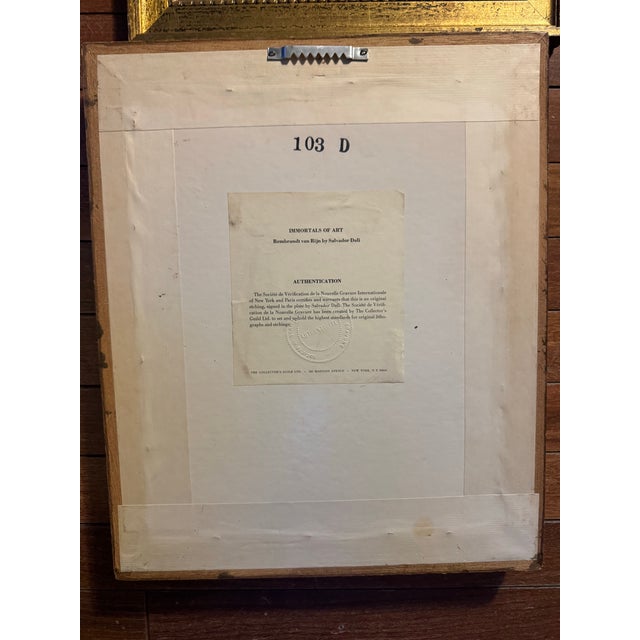 103 D
IMMORTALS OF ART
Rembrandt van Rijn by Salvador Dali
AUTHENTICATION
The Société de Vérification de la Nouvelle Gravure Internationale
of New York and Paris certifies and warrants that this is an original
etching, signed in the plate by Salvador Dali. The Société de Vérifi-
cation de la Nouvelle Gravure has been created by The Collector's
Guild Ltd. to set and uphold the highest standards for original litho-
graphs and etchings.
THE COLLECTOR'S GUILD LTD. • MADISON AVENUE • NEW YORK, N.Y.